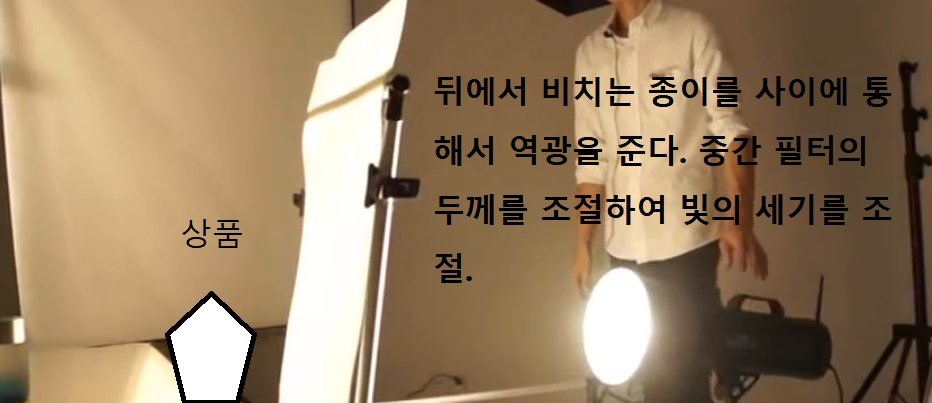 뒤에서 비치는 종이를 사이에 통
해서 역광을 준다. 중간 필터의
두께를 조절하여 빛의 세기를 조
절.
상품